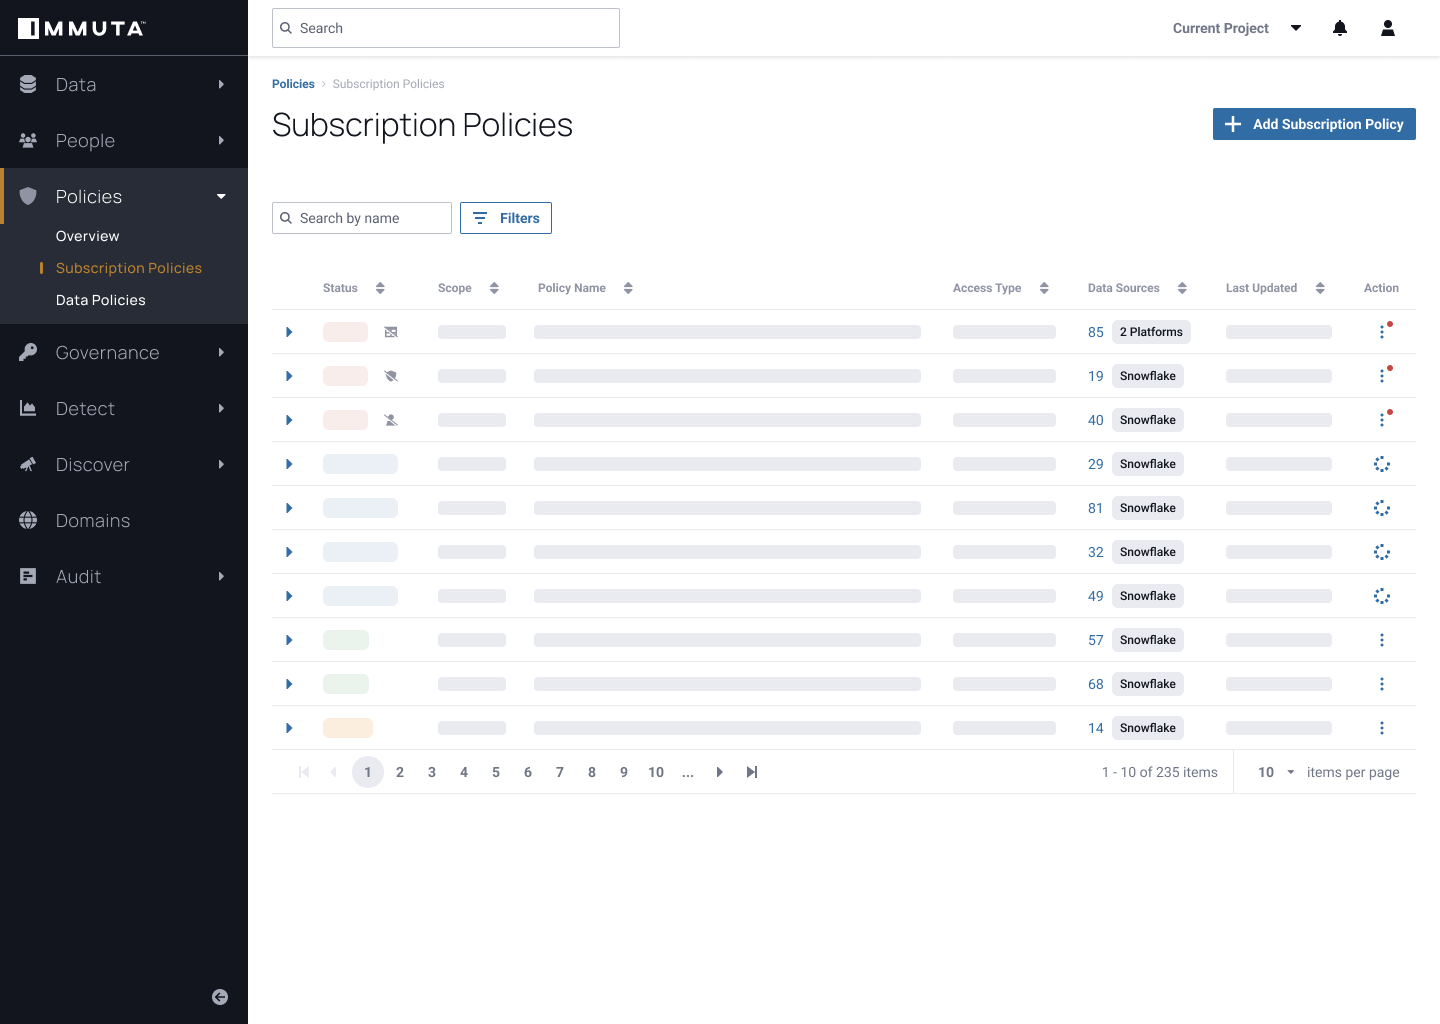 IMMUTA™
Search
Current Project
Data
People
Policies
Overview
Subscription Policies
Data Policies
Governance
Detect
Discover
Domains
Audit
Policies Subscription Policies
Subscription Policies
Add Subscription Policy
Search by name
Filters
Status Scope Policy Name Access Type Data Sources Last Updated Action
85 2 Platforms
19 Snowflake
40 Snowflake
29 Snowflake
81 Snowflake
32 Snowflake
49 Snowflake
57 Snowflake
68 Snowflake
14 Snowflake
1 2 3 4 5 6 7 8 9 10 ... 1 - 10 of 235 items 10 items per page